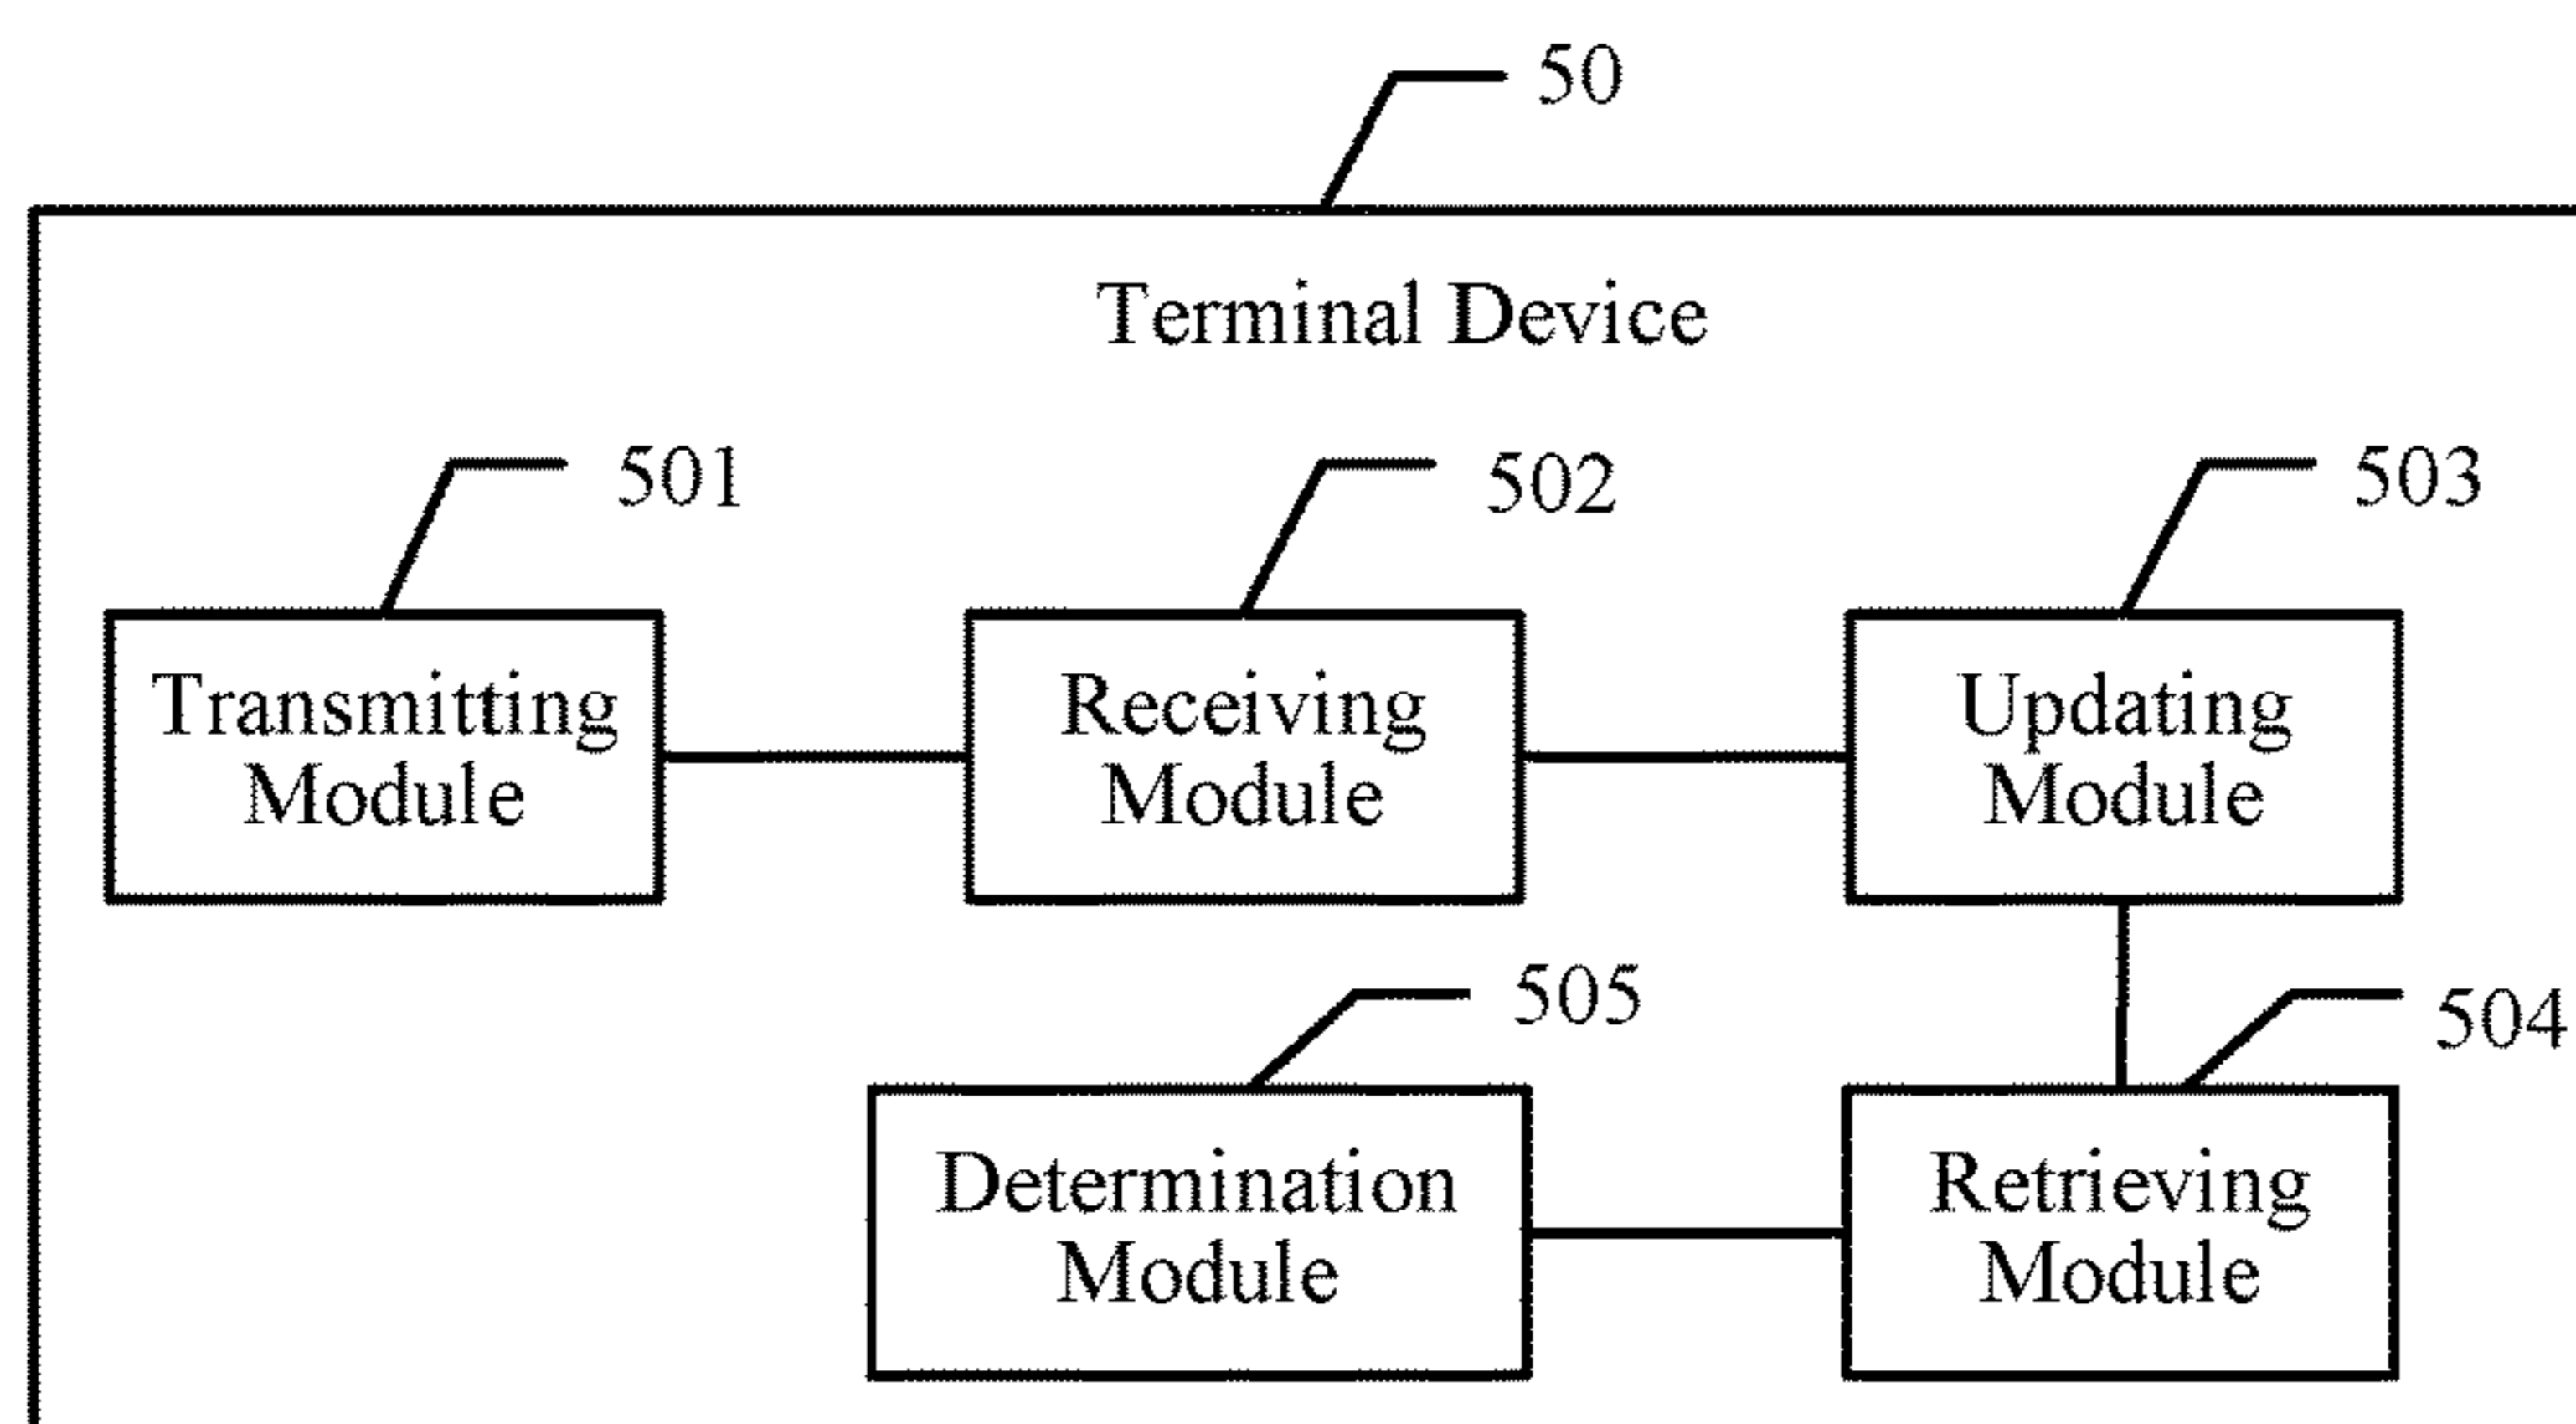 50
Terminal Device
501
502
503
Transmitting
Module
Receiving
Module
Updating
Module
505
504
Determination
Module
Retrieving
Module